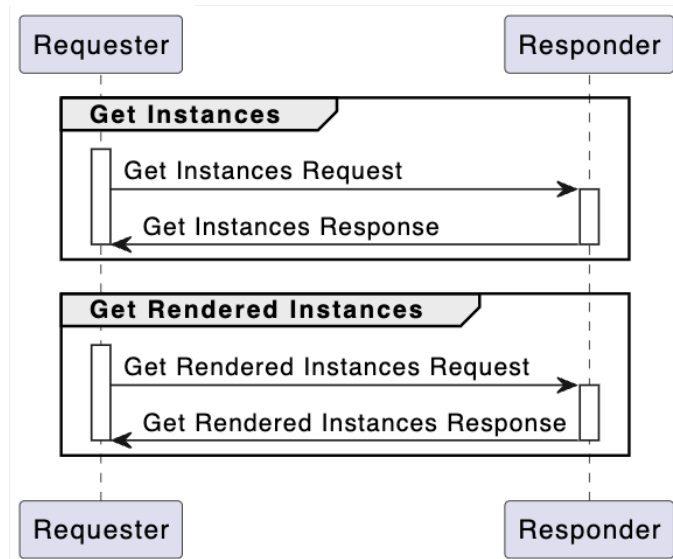 Requester
Responder
Get Instances
Get Instances Request
Get Instances Response
Get Rendered Instances
Get Rendered Instances Request
Get Rendered Instances Response
Requester
Responder